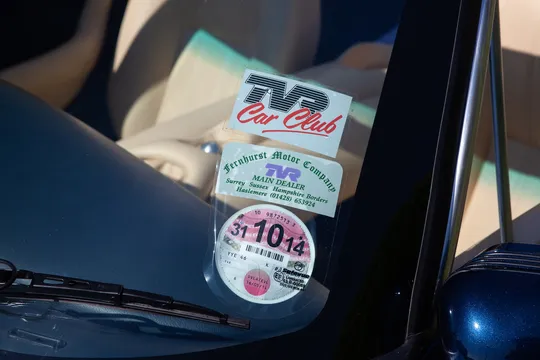 TVR
Car Club
Fernhurst Motor Company
TVR
MAIN DEALER
Surrey Sussex Hampshire Borders
Haslemere (01428) 653924
31 10 14